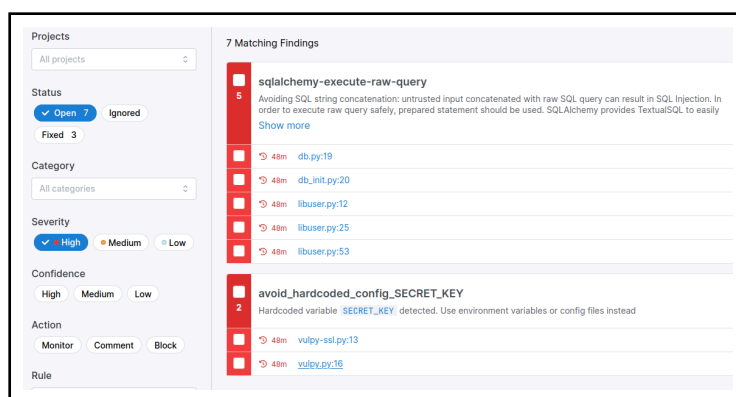 Projects
All projects
Status
Open 7
Ignored
Fixed 3
Category
All categories
Severity
High
Medium
Low
Confidence
High
Medium
Low
Action
Monitor
Comment
Block
Rule
7 Matching Findings
5
sqlalchemy-execute-raw-query
Avoiding SQL string concatenation: untrusted input concatenated with raw SQL query can result in SQL Injection. In
order to execute raw query safely, prepared statement should be used. SQLAlchemy provides TextualSQL to easily
Show more
48m db.py:19
48m db_init.py:20
48m libuser.py:12
48m libuser.py:25
48m libuser.py:53
2
avoid_hardcoded_config_SECRET_KEY
Hardcoded variable SECRET_KEY detected. Use environment variables or config files instead
48m vulpy-ssl.py:13
48m vulpy.py:16